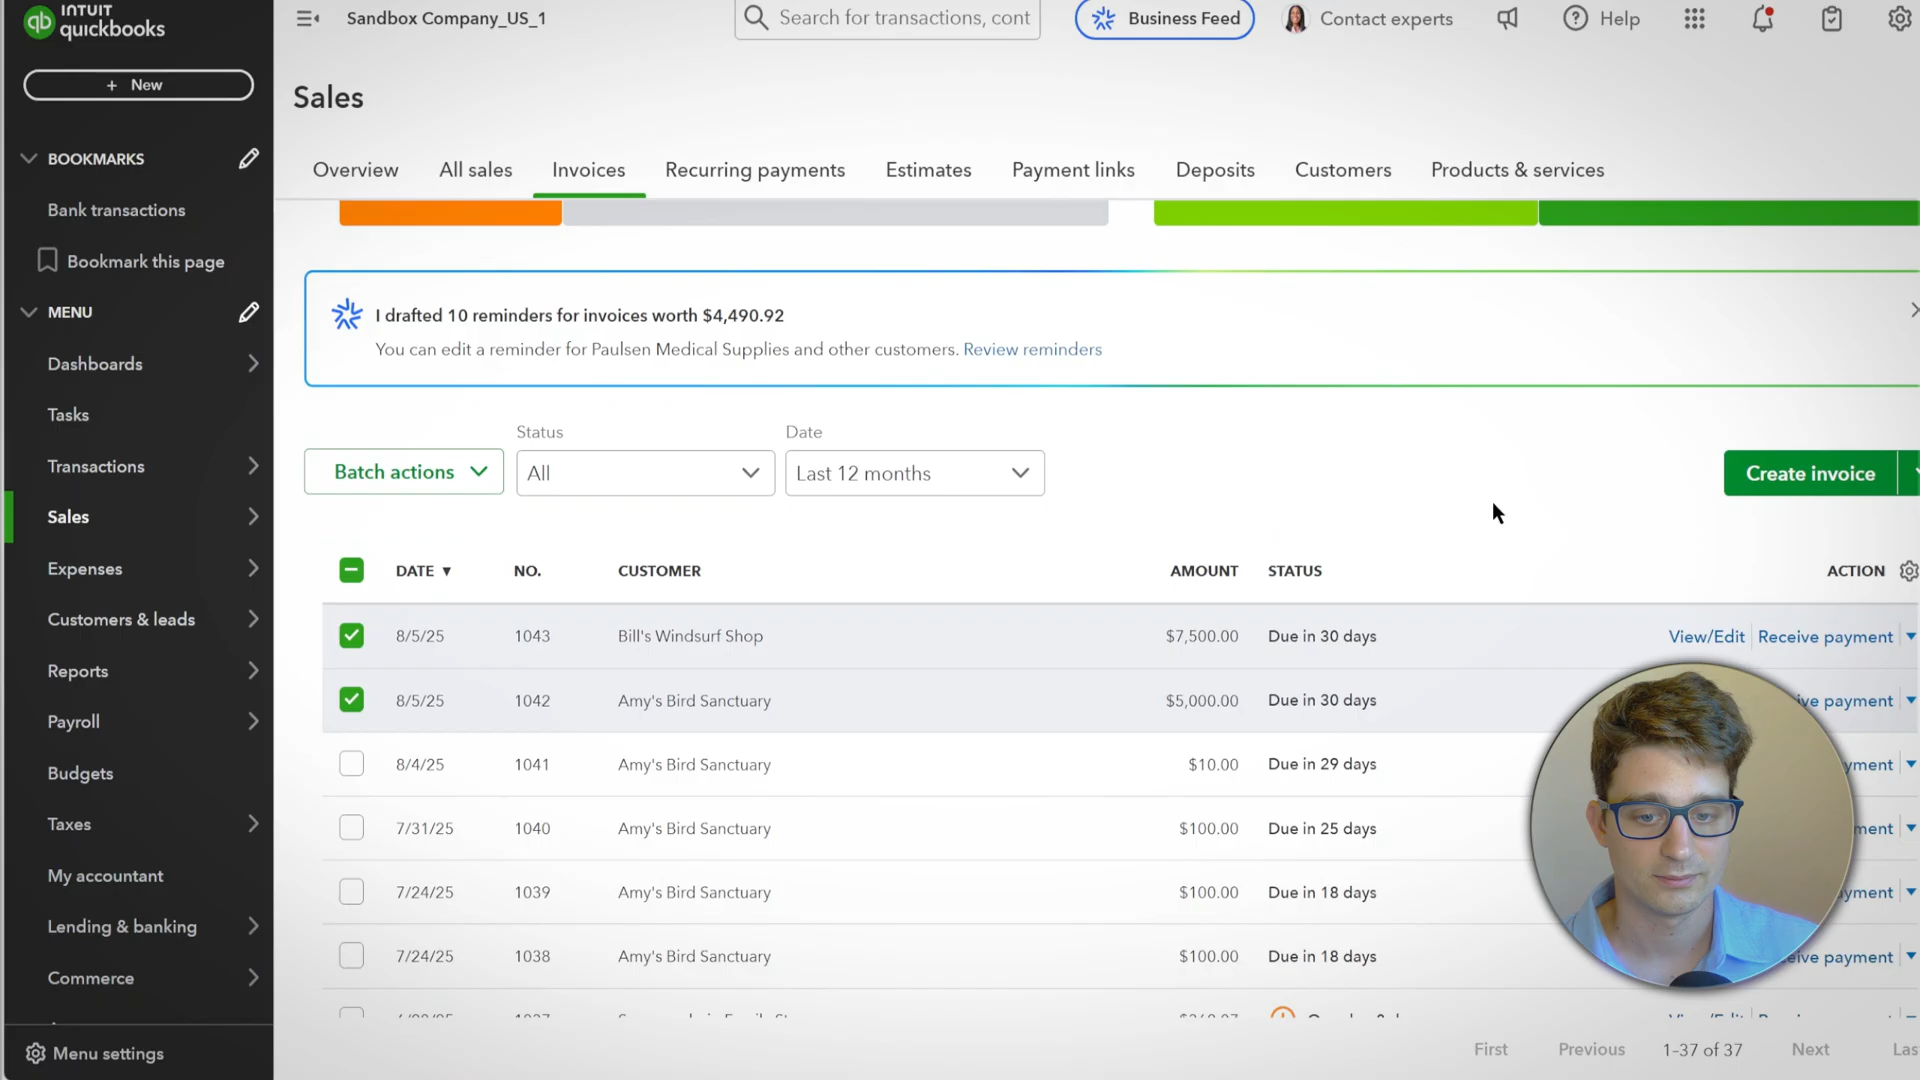 INTUIT
quickbooks
Sandbox Company_US_1
Search for transactions, cont
Business Feed
Contact experts
Help
+ New
BOOKMARKS
Bank transactions
Bookmark this page
MENU
Dashboards
Tasks
Transactions
Sales
Expenses
Customers & leads
Reports
Payroll
Budgets
Taxes
My accountant
Lending & banking
Commerce
Menu settings
Sales
Overview All sales Invoices Recurring payments Estimates Payment links Deposits Customers Products & services
I drafted 10 reminders for invoices worth $4,490.92
You can edit a reminder for Paulsen Medical Supplies and other customers. Review reminders
Status Date
Batch actions All Last 12 months Create invoice
DATE ▼ NO. CUSTOMER AMOUNT STATUS ACTION
8/5/25 1043 Bill's Windsurf Shop $7,500.00 Due in 30 days View/Edit Receive payment
8/5/25 1042 Amy's Bird Sanctuary $5,000.00 Due in 30 days payment
8/4/25 1041 Amy's Bird Sanctuary $10.00 Due in 29 days
7/31/25 1040 Amy's Bird Sanctuary $100.00 Due in 25 days
7/24/25 1039 Amy's Bird Sanctuary $100.00 Due in 18 days
7/24/25 1038 Amy's Bird Sanctuary $100.00 Due in 18 days payment
First Previous 1-37 of 37 Next Las